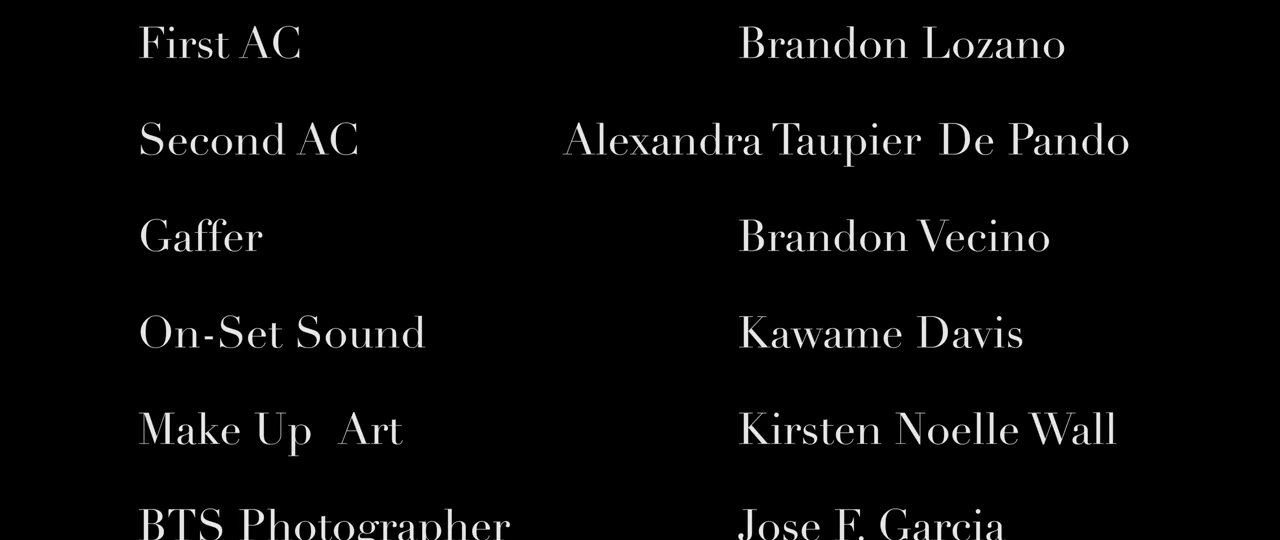 First AC Brandon Lozano
Second AC Alexandra Taupier De Pando
Gaffer Brandon Vecino
On-Set Sound Kawame Davis
Make Up Art Kirsten Noelle Wall
BTS Photographer Jose F. Garcia